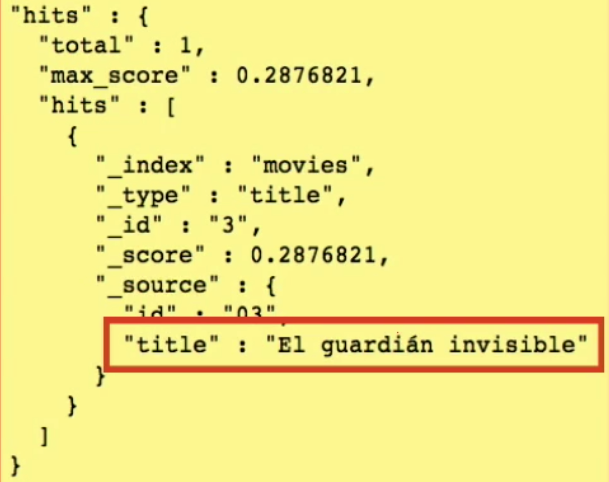 "hits" : {
"total" : 1,
"max_score" : 0.2876821,
"hits" : [
{
"_index" : "movies",
"_type" : "title",
"_id" : "3",
"_score" : 0.2876821,
"_source" : {
"id" : "03",
"title" : "El guardián invisible"
}
}
]
}